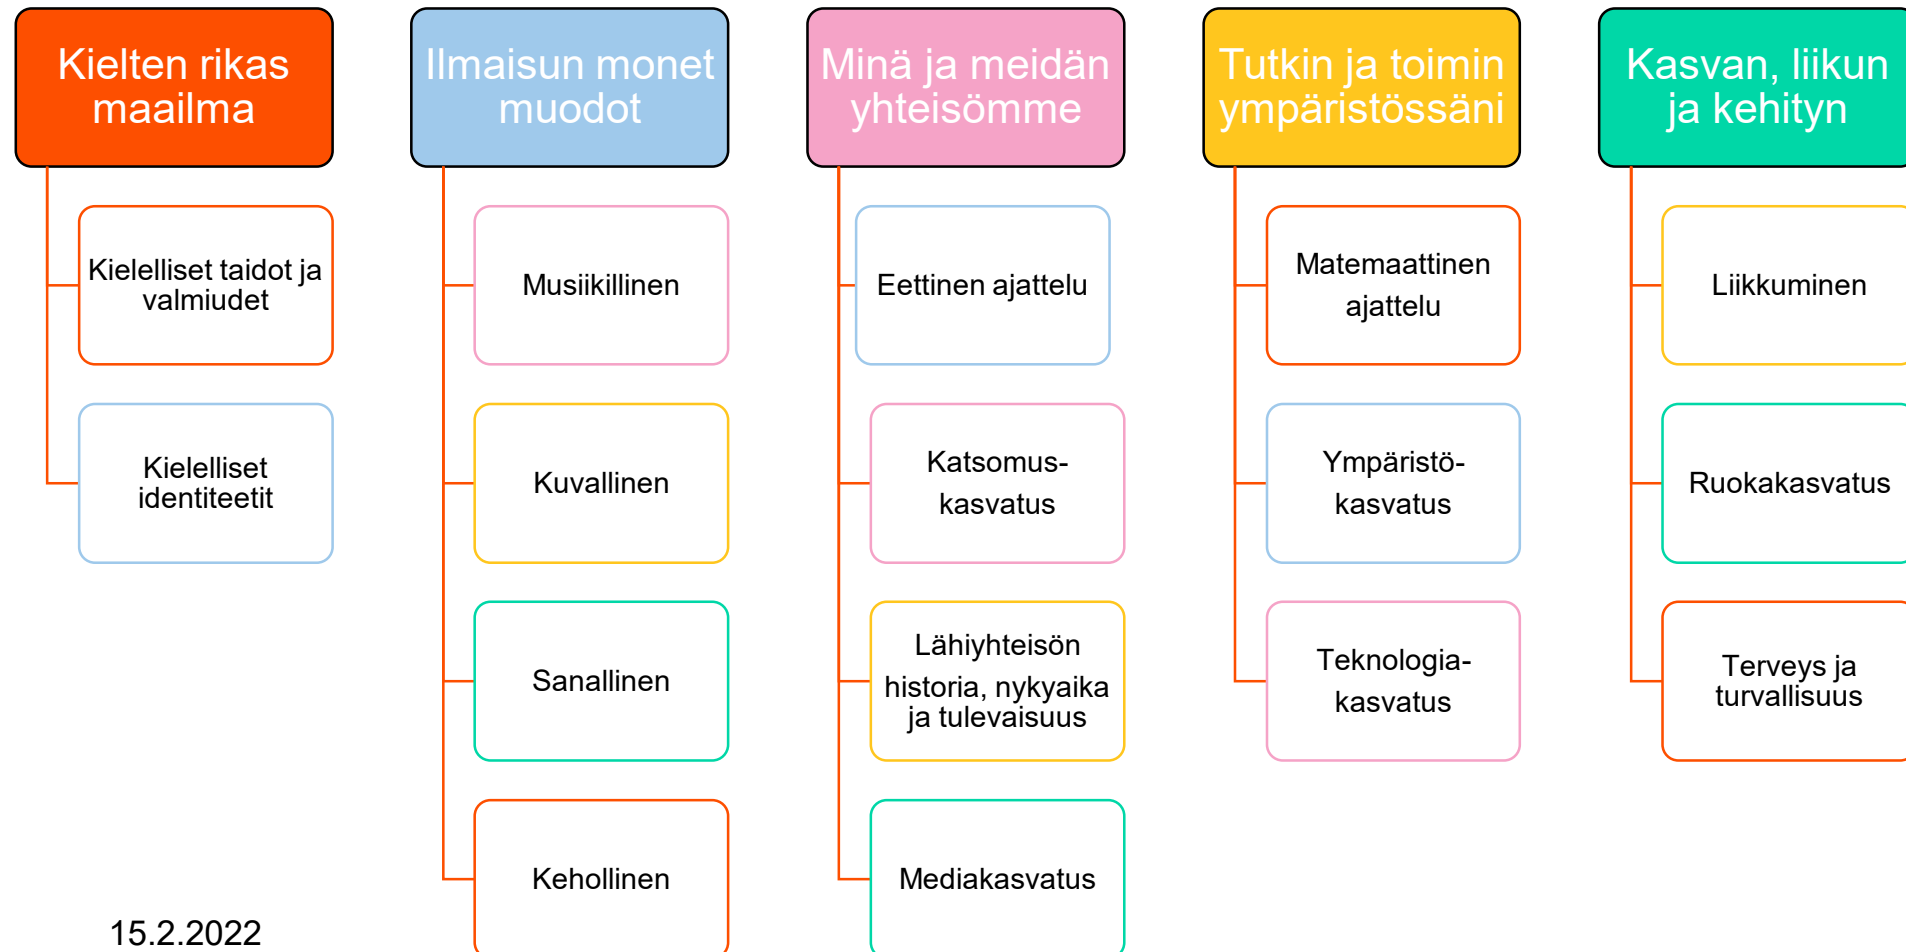 Kielten rikas
maailma
Kielelliset taidot ja
valmiudet
Kielelliset
identiteetit
Ilmaisun monet
muodot
Musiikillinen
Kuvallinen
Sanallinen
Kehollinen
Minä ja meidän
yhteisömme
Eettinen ajattelu
Katsomus-
kasvatus
Lähiyhteisön
historia, nykyaika
ja tulevaisuus
Mediakasvatus
Tutkin ja toimin
ympäristössäni
Matemaattinen
ajattelu
Ympäristö-
kasvatus
Teknologia-
kasvatus
Kasvan, liikun
ja kehityn
Liikkuminen
Ruokakasvatus
Terveys ja
turvallisuus
15.2.2022